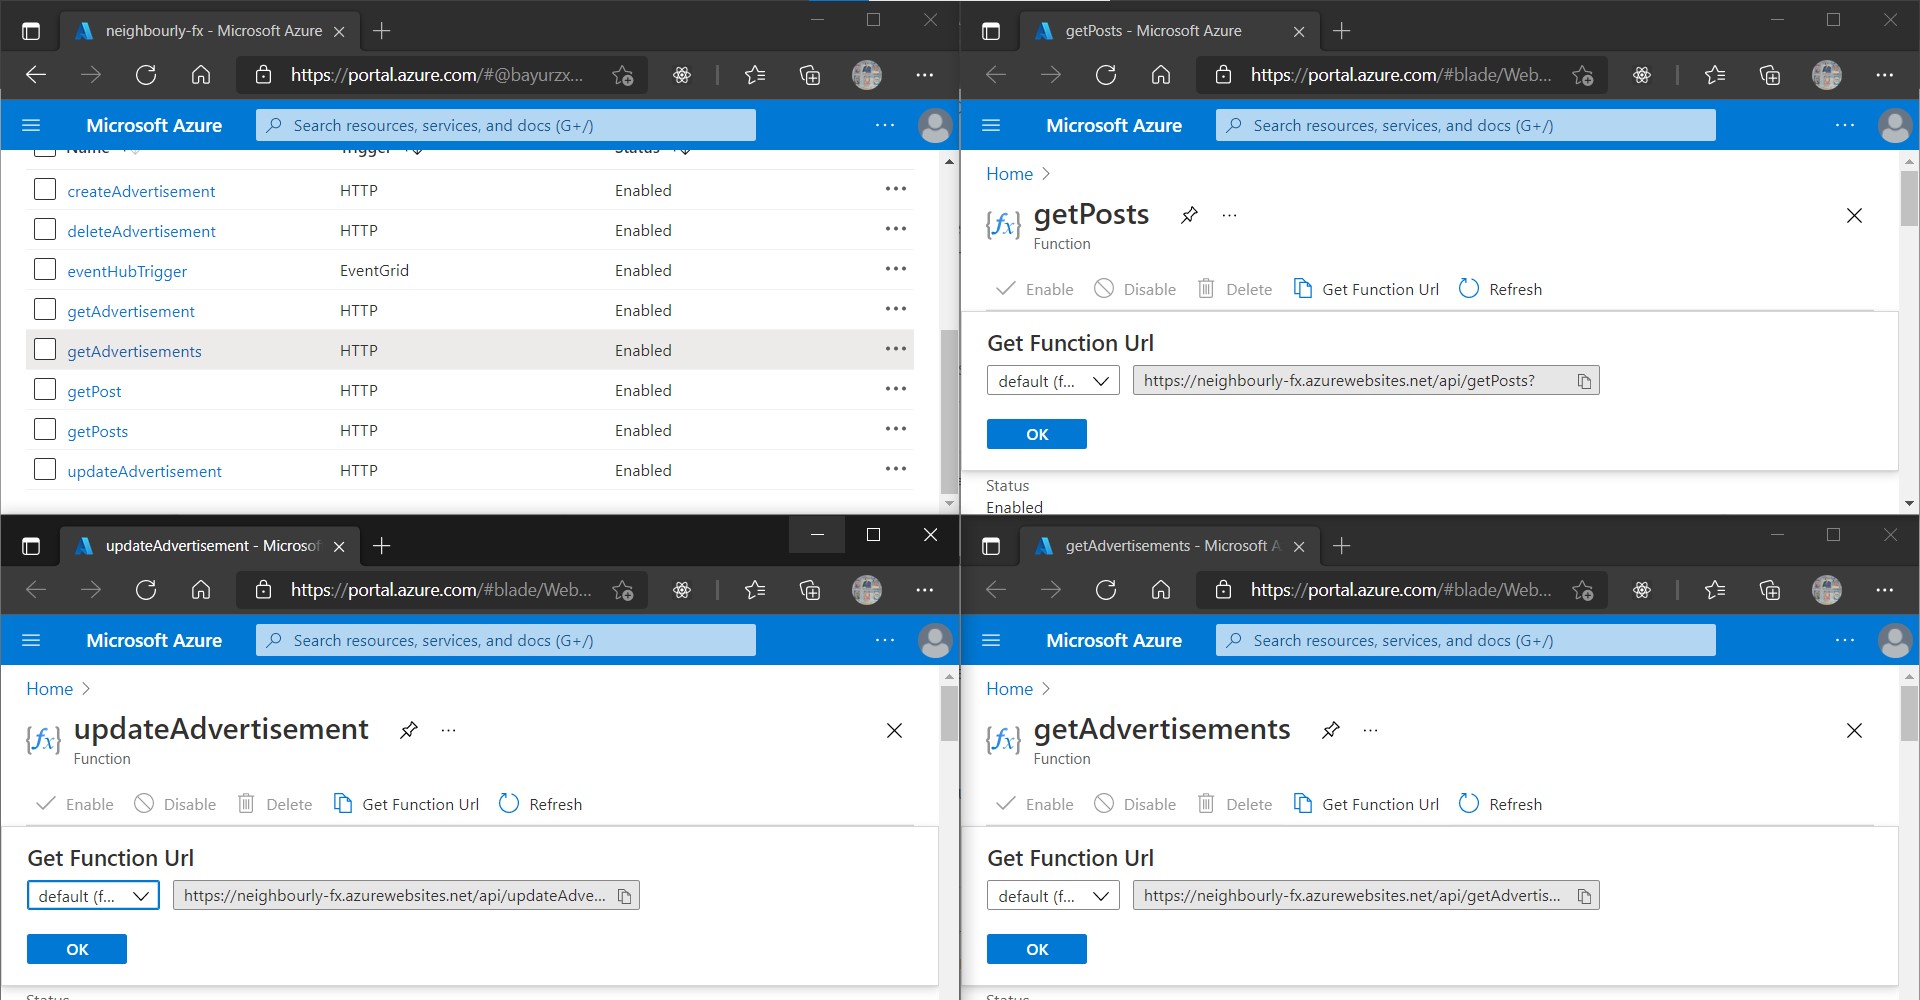 neighbourly-fx - Microsoft Azure
https://portal.azure.com/#@bayurzx...
Microsoft Azure
Search resources, services, and docs (G+/)
Name Trigger Status
createAdvertisement HTTP Enabled
deleteAdvertisement HTTP Enabled
eventHubTrigger EventGrid Enabled
getAdvertisement HTTP Enabled
getAdvertisements HTTP Enabled
getPost HTTP Enabled
getPosts HTTP Enabled
updateAdvertisement HTTP Enabled
getPosts - Microsoft Azure
https://portal.azure.com/#blade/Web...
Microsoft Azure
Search resources, services, and docs (G+/)
Home
getPosts
Function
Enable Disable Delete Get Function Url Refresh
Get Function Url
default (f... https://neighbourly-fx.azurewebsites.net/api/getPosts?
OK
Status
Enabled
updateAdvertisement - Microsof
https://portal.azure.com/#blade/Web...
Microsoft Azure
Search resources, services, and docs (G+/)
Home
updateAdvertisement
Function
Enable Disable Delete Get Function Url Refresh
Get Function Url
default (f... https://neighbourly-fx.azurewebsites.net/api/updateAdve...
OK
Status
getAdvertisements - Microsoft A
https://portal.azure.com/#blade/Web...
Microsoft Azure
Search resources, services, and docs (G+/)
Home
getAdvertisements
Function
Enable Disable Delete Get Function Url Refresh
Get Function Url
default (f... https://neighbourly-fx.azurewebsites.net/api/getAdvertis...
OK
Status